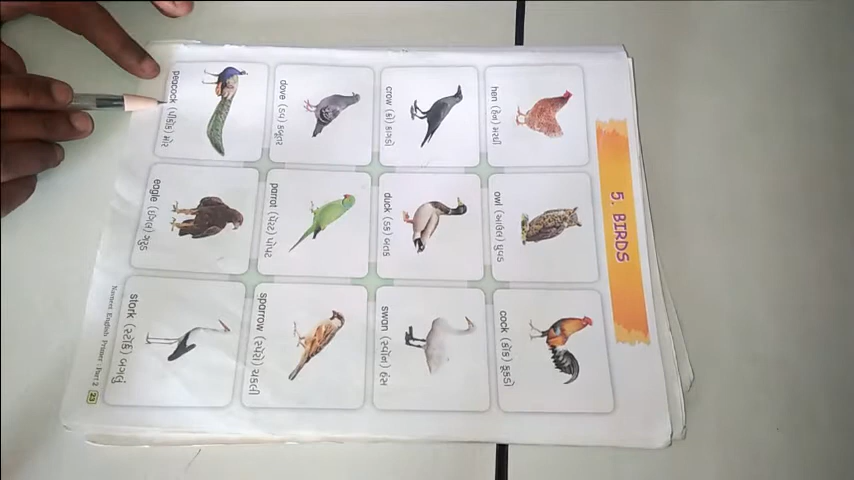 5. BIRDS
hen (હેન) મરઘી
owl (આઉલ) ઘુવડ
cock (કૉક) કૂકડો
crow (ક્રો) કાગડો
duck (ડક) બતક
swan (સ્વૉન) હંસ
dove (ડવ) કબૂતર
parrot (પેરટ) પોપટ
sparrow (સ્પેરો) ચકલી
peacock (પીકૉક) મોર
eagle (ઈગલ) ગરુડ
stork (સ્ટોર્ક) બગલું
Navneet English Primer : Part 2 23